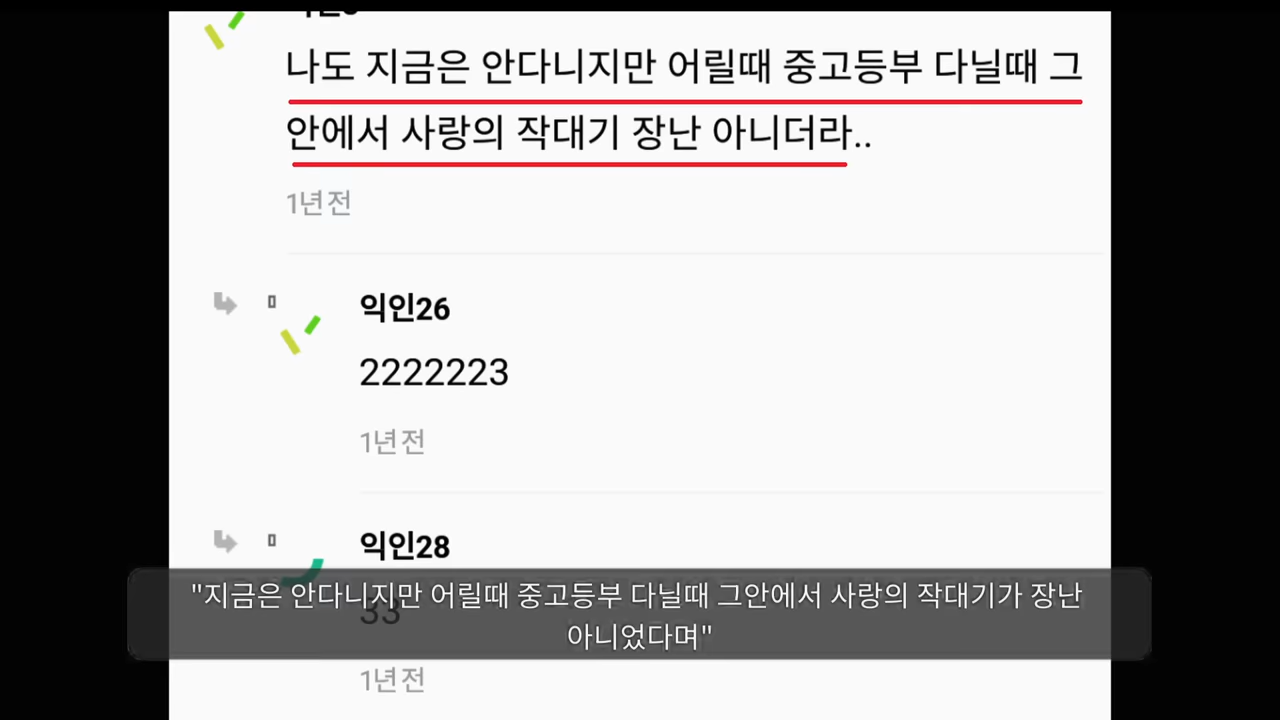 나도 지금은 안다니지만 어릴때 중고등부 다닐때 그
안에서 사랑의 작대기 장난 아니더라..
1년 전
익인26
2222223
1년 전
익인28
33
"지금은 안다니지만 어릴때 중고등부 다닐때 그안에서 사랑의 작대기가 장난
아니었다며"
1년 전